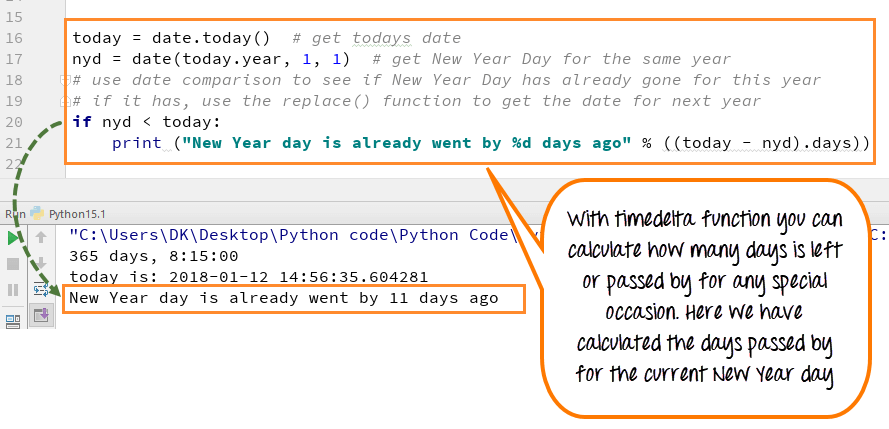 15
16 today = date.today()  # get todays date
17 nyd = date(today.year, 1, 1)  # get New Year Day for the same year
18 # use date comparison to see if New Year Day has already gone for this year
19 # if it has, use the replace() function to get the date for next year
20 if nyd < today:
21     print ("New Year day is already went by %d days ago" % ((today - nyd).days))
22
Run Python15.1
"C:\Users\DK\Desktop\Python code\Python Code\
365 days, 8:15:00
today is: 2018-01-12 14:56:35.604281
New Year day is already went by 11 days ago
With timedelta function you can
calculate how many days is left
or passed by for any special
occasion. Here We have
calculated the days passed by
for the current New Year day